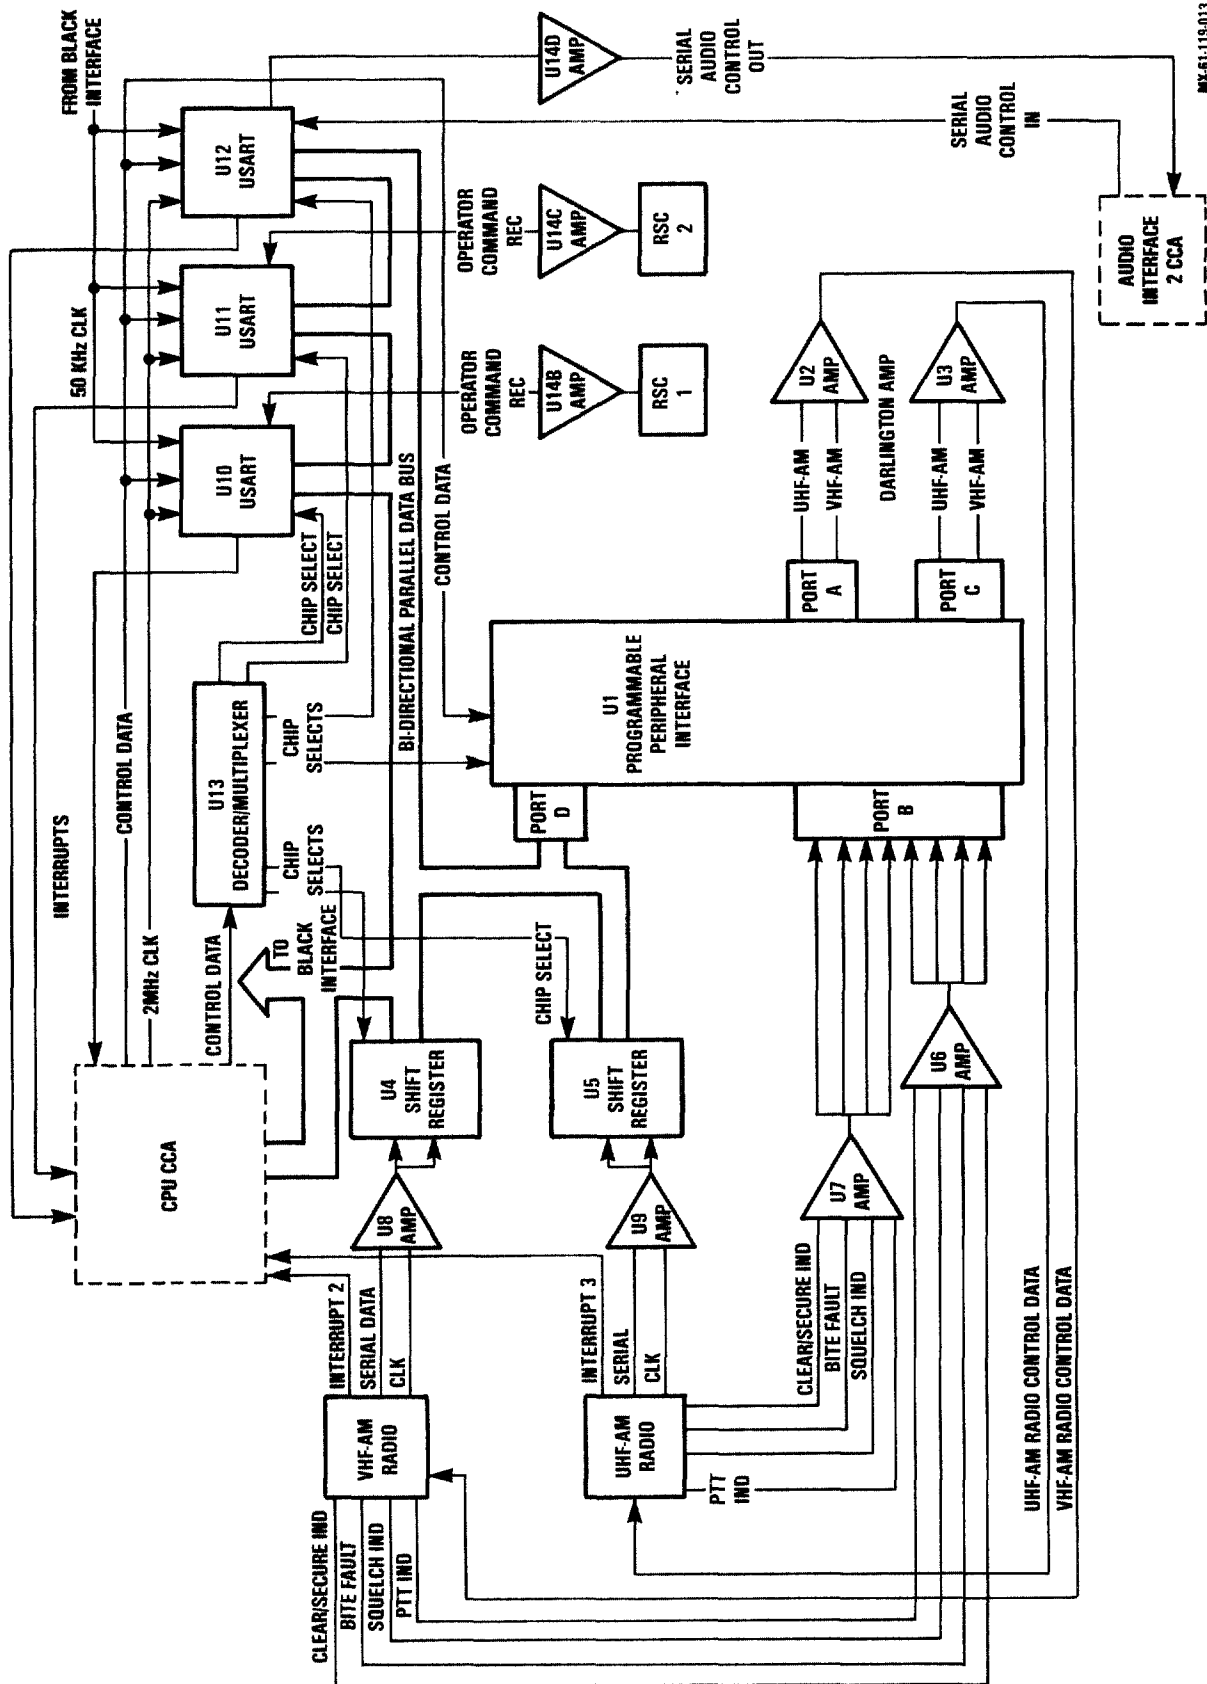 FROM BLACK
INTERFACE
50 KHz CLK
INTERRUPTS
CONTROL DATA
2MHz CLK
CONTROL DATA
CPU CCA
U13
DECODER/MULTIPLEXER
U10
USART
U11
USART
U12
USART
CHIP SELECT
CHIP SELECT
CHIP
SELECTS
CHIP
SELECTS
TO
BLACK
INTERFACE
BI-DIRECTIONAL PARALLEL DATA BUS
CONTROL DATA
OPERATOR
COMMAND
REC
OPERATOR
COMMAND
REC
U14B
AMP
U14C
AMP
U14D
AMP
RSC
1
RSC
2
SERIAL
AUDIO
CONTROL
OUT
SERIAL
AUDIO
CONTROL
IN
AUDIO
INTERFACE
2 CCA
INTERRUPT 2
SERIAL DATA
CLK
VHF-AM
RADIO
U8
AMP
U4
SHIFT
REGISTER
CLEAR/SECURE IND
BITE FAULT
SQUELCH IND
PTT IND
INTERRUPT 3
SERIAL
CLK
UHF-AM
RADIO
U9
AMP
U5
SHIFT
REGISTER
CHIP SELECT
PTT
IND
CLEAR/SECURE IND
BITE FAULT
SQUELCH IND
U7
AMP
U6
AMP
PORT
D
PORT
B
U1
PROGRAMMABLE
PERIPHERAL
INTERFACE
PORT
A
PORT
C
UHF-AM
VHF-AM
DARLINGTON AMP
UHF-AM
VHF-AM
U2
AMP
U3
AMP
UHF-AM RADIO CONTROL DATA
VHF-AM RADIO CONTROL DATA
MX-61-119-013